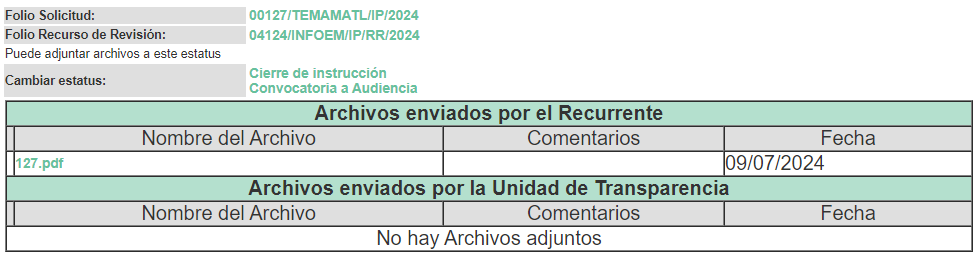 Folio Solicitud: 00127/TEMAMATL/IP/2024
Folio Recurso de Revisión: 04124/INFOEM/IP/RR/2024
Puede adjuntar archivos a este estatus
Cambiar estatus: Cierre de instrucción
Convocatoria a Audiencia
Archivos enviados por el Recurrente
Nombre del Archivo Comentarios Fecha
127.pdf 09/07/2024
Archivos enviados por la Unidad de Transparencia
Nombre del Archivo Comentarios Fecha
No hay Archivos adjuntos